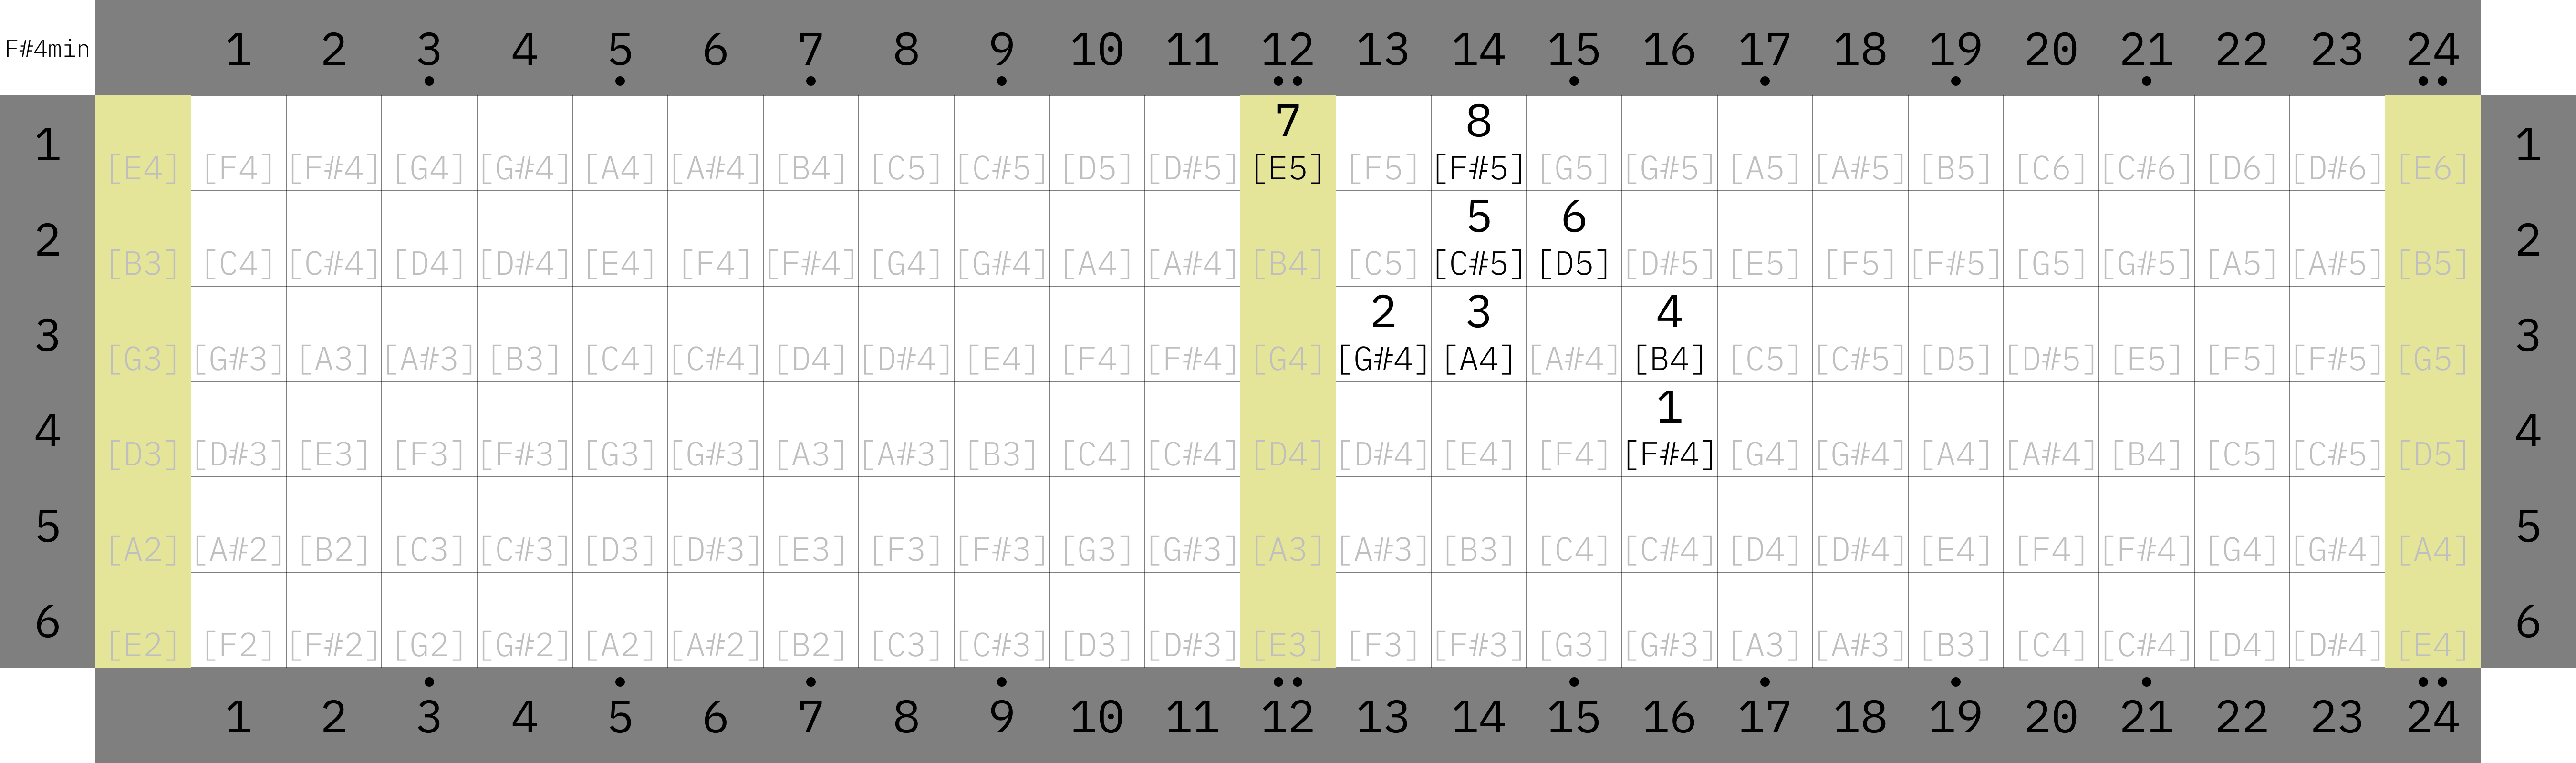 F#4min 1 2 3 4 5 6 7 8 9 10 11 12 13 14 15 16 17 18 19 20 21 22 23 24
7 8
1 [E4] [F4] [F#4] [G4] [G#4] [A4] [A#4] [B4] [C5] [C#5] [D5] [D#5] [E5] [F5] [F#5] [G5] [G#5] [A5] [A#5] [B5] [C6] [C#6] [D6] [D#6] [E6] 1
5 6
2 [B3] [C4] [C#4] [D4] [D#4] [E4] [F4] [F#4] [G4] [G#4] [A4] [A#4] [B4] [C5] [C#5] [D5] [D#5] [E5] [F5] [F#5] [G5] [G#5] [A5] [A#5] [B5] 2
2 3 4
3 [G3] [G#3] [A3] [A#3] [B3] [C4] [C#4] [D4] [D#4] [E4] [F4] [F#4] [G4] [G#4] [A4] [A#4] [B4] [C5] [C#5] [D5] [D#5] [E5] [F5] [F#5] [G5] 3
1
4 [D3] [D#3] [E3] [F3] [F#3] [G3] [G#3] [A3] [A#3] [B3] [C4] [C#4] [D4] [D#4] [E4] [F4] [F#4] [G4] [G#4] [A4] [A#4] [B4] [C5] [C#5] [D5] 4
5 [A2] [A#2] [B2] [C3] [C#3] [D3] [D#3] [E3] [F3] [F#3] [G3] [G#3] [A3] [A#3] [B3] [C4] [C#4] [D4] [D#4] [E4] [F4] [F#4] [G4] [G#4] [A4] 5
6 [E2] [F2] [F#2] [G2] [G#2] [A2] [A#2] [B2] [C3] [C#3] [D3] [D#3] [E3] [F3] [F#3] [G3] [G#3] [A3] [A#3] [B3] [C4] [C#4] [D4] [D#4] [E4] 6
1 2 3 4 5 6 7 8 9 10 11 12 13 14 15 16 17 18 19 20 21 22 23 24